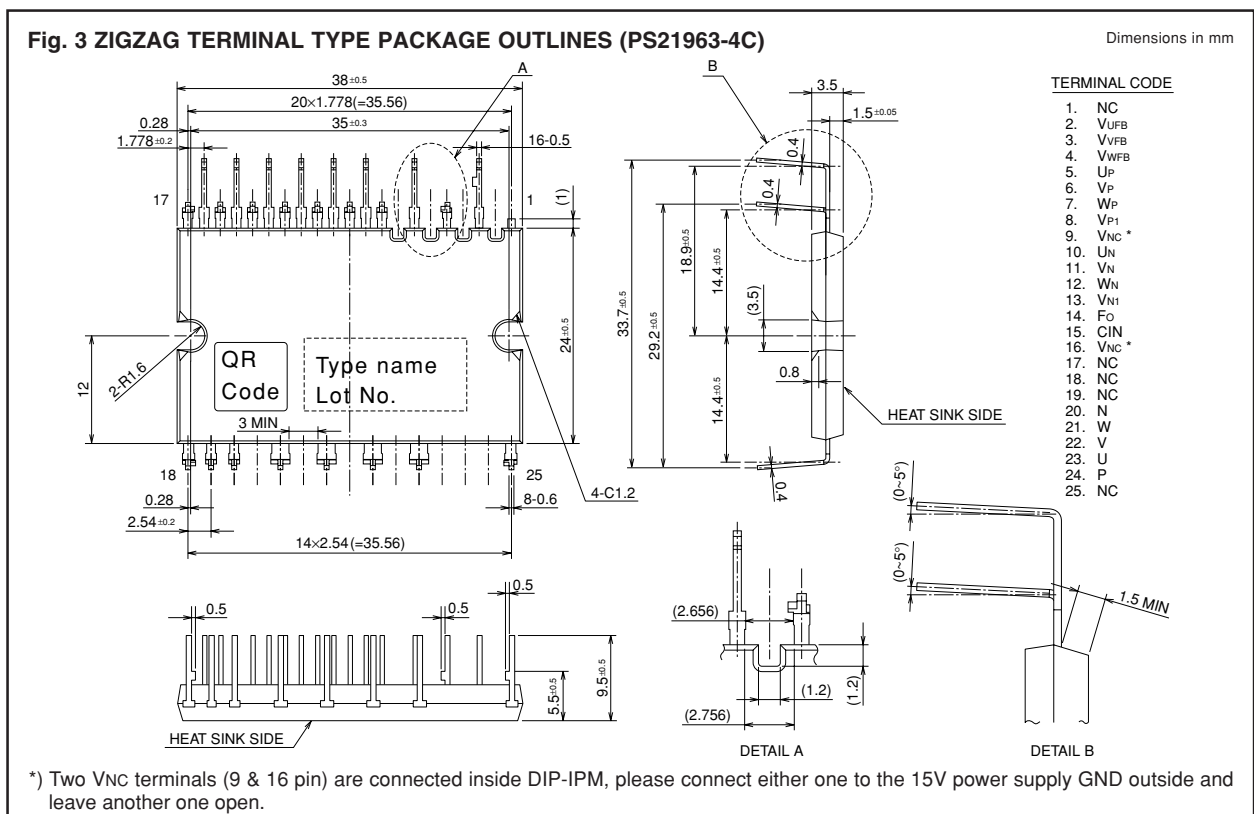 Fig. 3 ZIGZAG TERMINAL TYPE PACKAGE OUTLINES (PS21963-4C)
Dimensions in mm
A
38±0.5
20×1.778(=35.56)
0.28
35±0.3
1.778±0.2
16-0.5
17
1
(1)
24±0.5
12
2-R1.6
QR
Code
Type name
Lot No.
3 MIN
18
25
0.28
8-0.6
4-C1.2
2.54±0.2
14×2.54(=35.56)
B
3.5
1.5±0.05
0.4
0.4
33.7±0.5
29.2±0.5
18.9±0.5
14.4±0.5
(3.5)
0.8
14.4±0.5
HEAT SINK SIDE
0.4
TERMINAL CODE
1. NC
2. VUFB
3. VVFB
4. VWFB
5. UP
6. VP
7. WP
8. VP1
9. VNC *
10. UN
11. VN
12. WN
13. VN1
14. FO
15. CIN
16. VNC *
17. NC
18. NC
19. NC
20. N
21. W
22. V
23. U
24. P
25. NC
0.5
0.5
0.5
5.5±0.5
9.5±0.5
HEAT SINK SIDE
(2.656)
(1.2)
(1.2)
(2.756)
DETAIL A
(0~5°)
(0~5°)
1.5 MIN
DETAIL B
*) Two VNC terminals (9 & 16 pin) are connected inside DIP-IPM, please connect either one to the 15V power supply GND outside and
leave another one open.